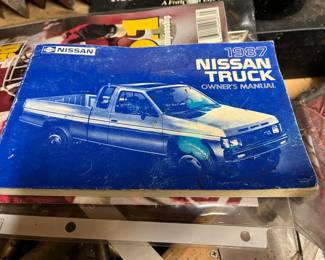 NISSAN
1987
NISSAN
TRUCK
OWNER'S MANUAL